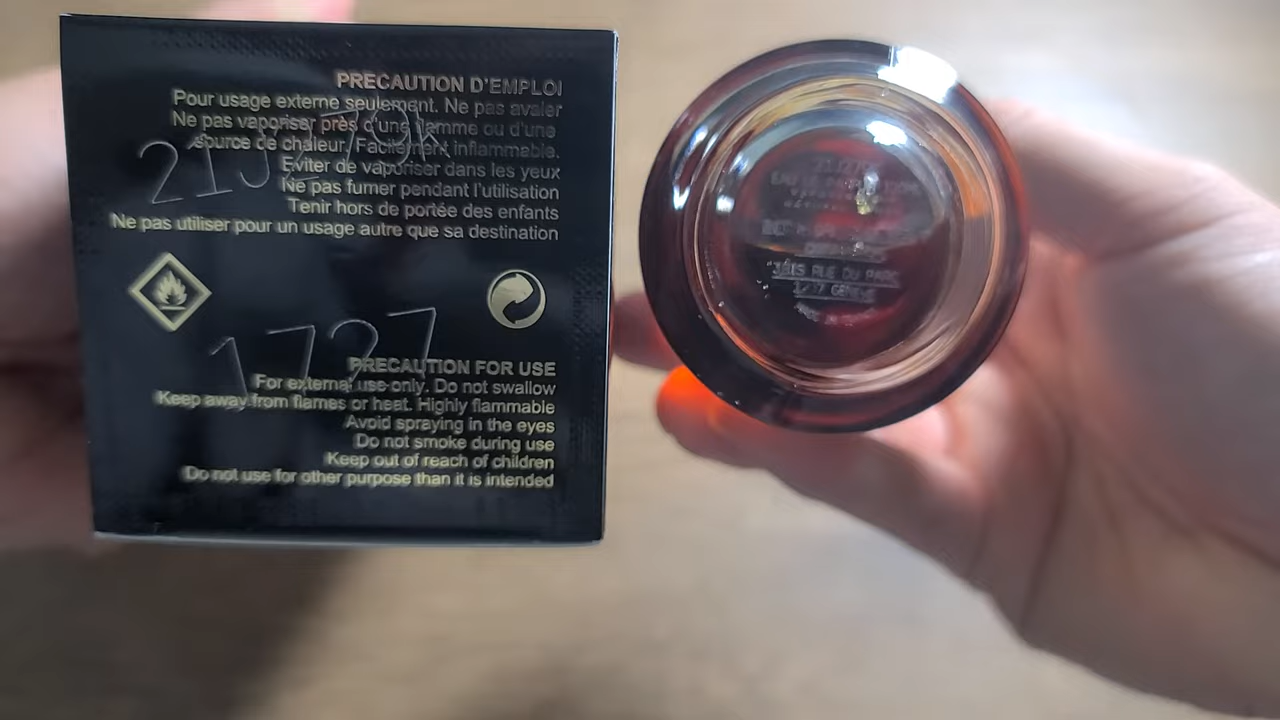 PRECAUTION D'EMPLOI
Pour usage externe seulement. Ne pas avaler
Ne pas vaporiser près d'une flamme ou d'une
source de chaleur. Facilement inflammable.
Eviter de vaporiser dans les yeux
Ne pas fumer pendant l'utilisation
Tenir hors de portée des enfants
Ne pas utiliser pour un usage autre que sa destination
1727
PRECAUTION FOR USE
For external use only. Do not swallow
Keep away from flames or heat. Highly flammable
Avoid spraying in the eyes
Do not smoke during use
Keep out of reach of children
Do not use for other purpose than it is intended
RUE DU PARC